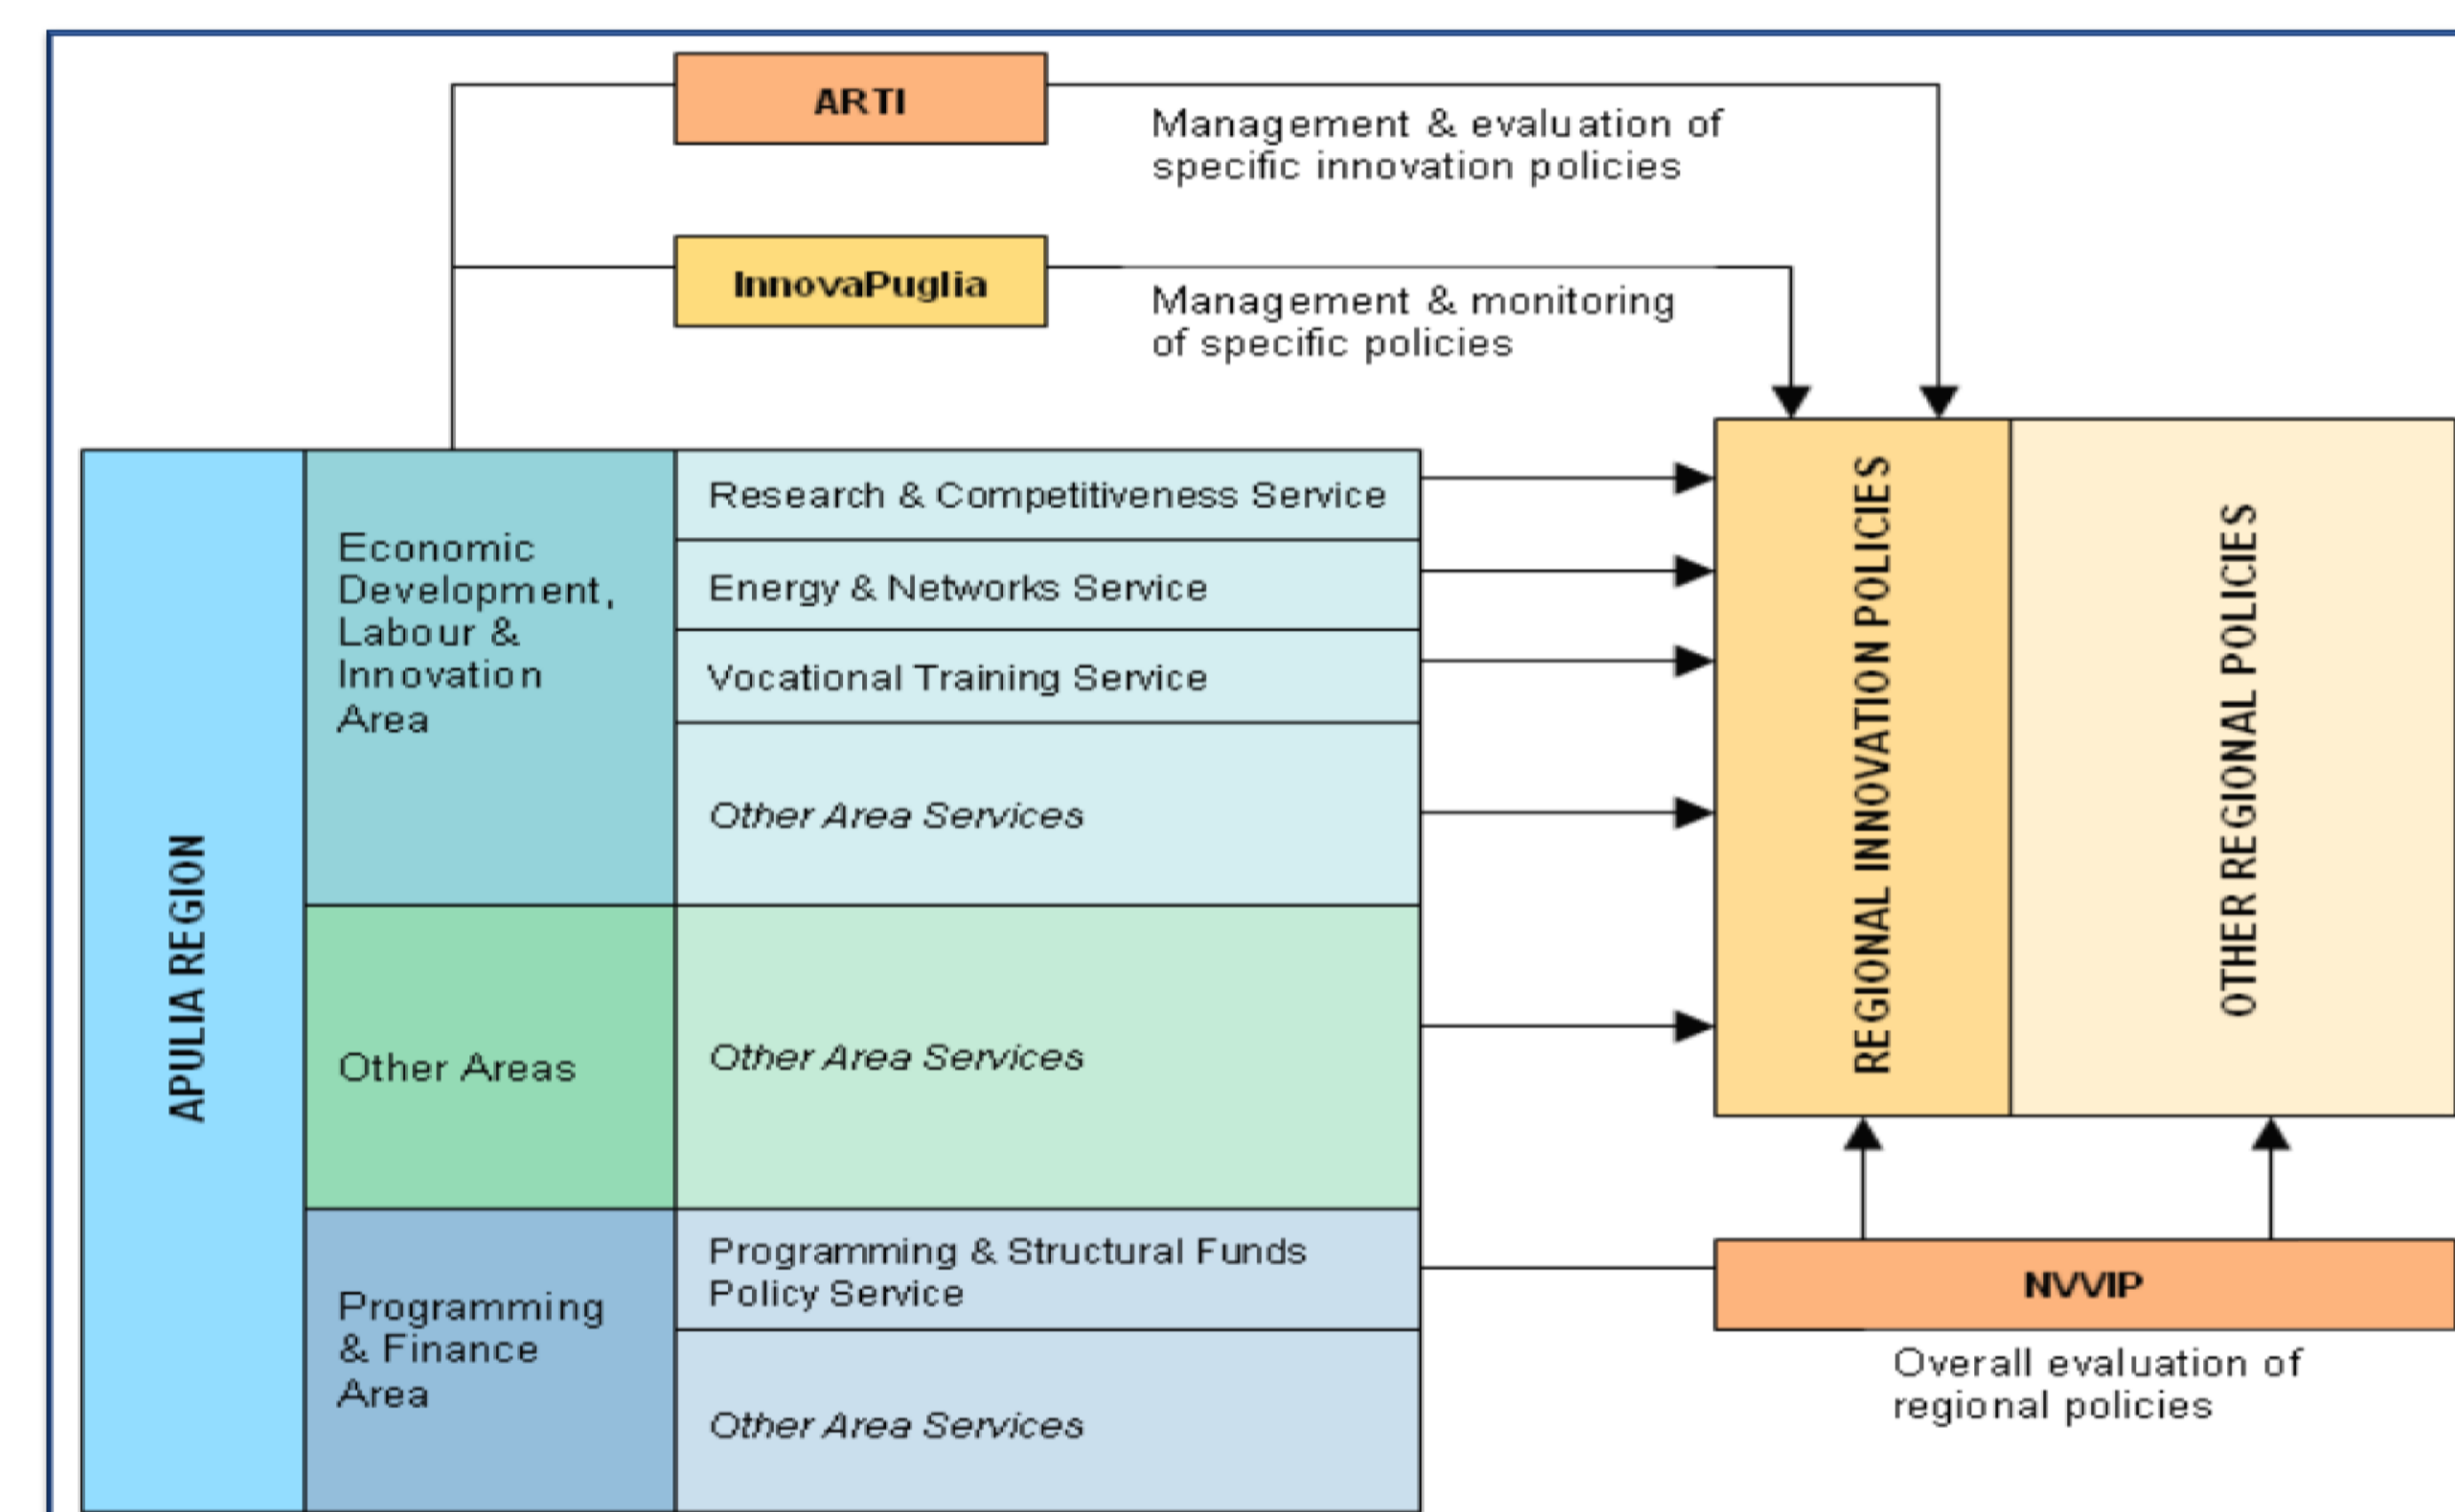 ARTI
Management & evaluation of
specific innovation policies
InnovaPuglia
Management & monitoring
of specific policies
APULIA REGION
Economic
Development,
Labour &
Innovation
Area
Research & Competitiveness Service
Energy & Networks Service
Vocational Training Service
Other Area Services
Other Areas
Other Area Services
Programming
& Finance
Area
Programming & Structural Funds
Policy Service
Other Area Services
REGIONAL INNOVATION POLICIES
OTHER REGIONAL POLICIES
NVVIP
Overall evaluation of
regional policies